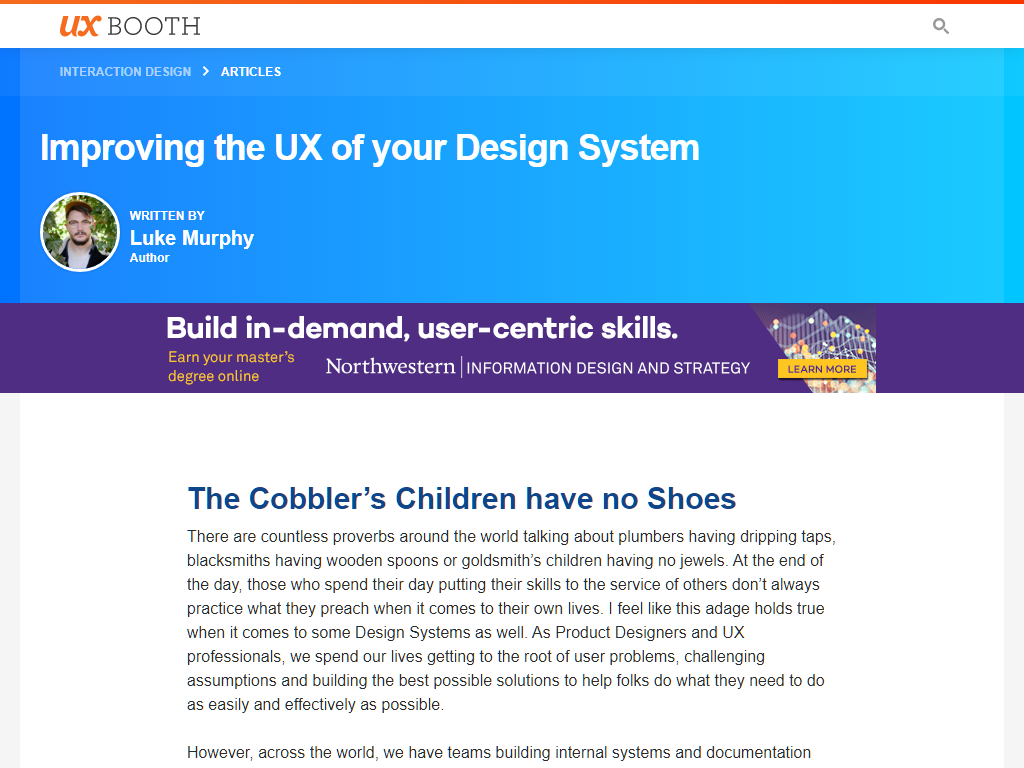 UX BOOTH
INTERACTION DESIGN > ARTICLES
Improving the UX of your Design System
WRITTEN BY
Luke Murphy
Author
Build in-demand, user-centric skills.
Earn your master's
degree online
Northwestern | INFORMATION DESIGN AND STRATEGY
LEARN MORE
The Cobbler’s Children have no Shoes
There are countless proverbs around the world talking about plumbers having dripping taps,
blacksmiths having wooden spoons or goldsmith’s children having no jewels. At the end of
the day, those who spend their day putting their skills to the service of others don’t always
practice what they preach when it comes to their own lives. I feel like this adage holds true
when it comes to some Design Systems as well. As Product Designers and UX
professionals, we spend our lives getting to the root of user problems, challenging
assumptions and building the best possible solutions to help folks do what they need to do
as easily and effectively as possible.
However, across the world, we have teams building internal systems and documentation